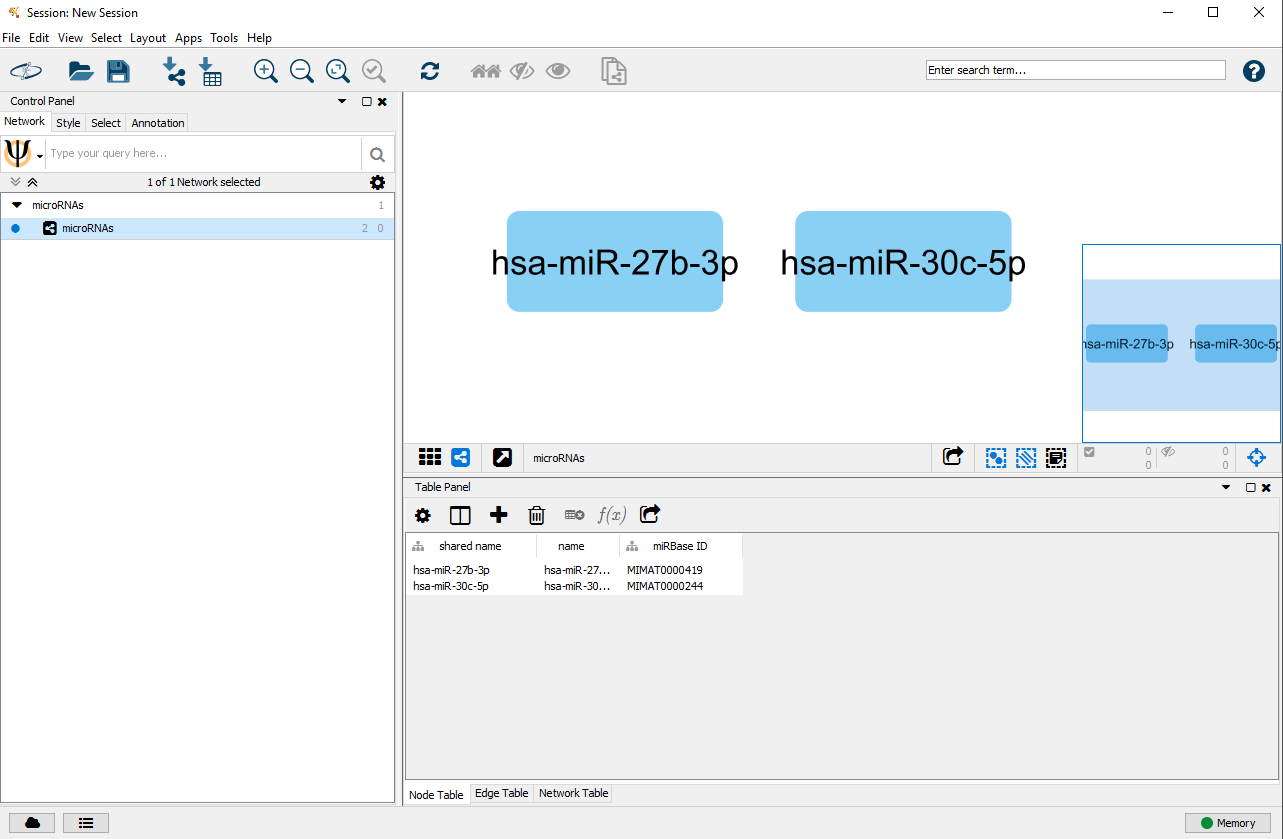 Session: New Session
File Edit View Select Layout Apps Tools Help
Enter search term...
Control Panel
Network Style Select Annotation
Type your query here...
1 of 1 Network selected
microRNAs 1
microRNAs 2 0
hsa-miR-27b-3p hsa-miR-30c-5p
hsa-miR-27b-3p hsa-miR-30c-5p
microRNAs
0 0
0 0
Table Panel
f(x)
shared name name miRBase ID
hsa-miR-27b-3p hsa-miR-27... MIMAT0000419
hsa-miR-30c-5p hsa-miR-30... MIMAT0000244
Node Table Edge Table Network Table
Memory